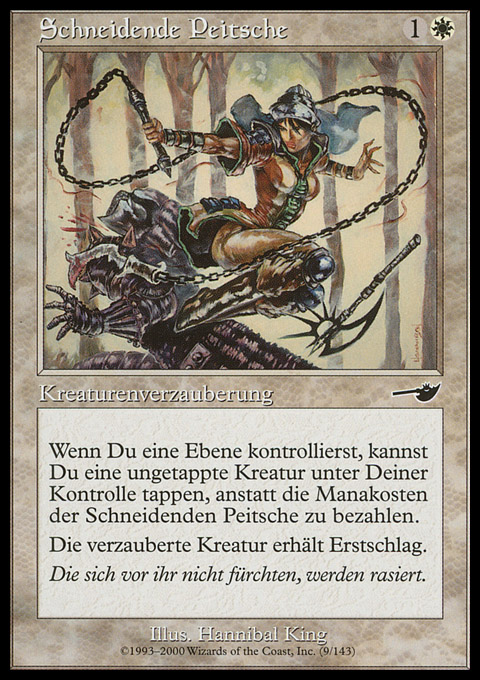 Schneidende Peitsche 1
Kreaturenverzauberung
Wenn Du eine Ebene kontrollierst, kannst
Du eine ungetappte Kreatur unter Deiner
Kontrolle tappen, anstatt die Manakosten
der Schneidenden Peitsche zu bezahlen.
Die verzauberte Kreatur erhält Erstschlag.
Die sich vor ihr nicht fürchten, werden rasiert.
Illus. Hannibal King
©1993–2000 Wizards of the Coast, Inc. (9/143)